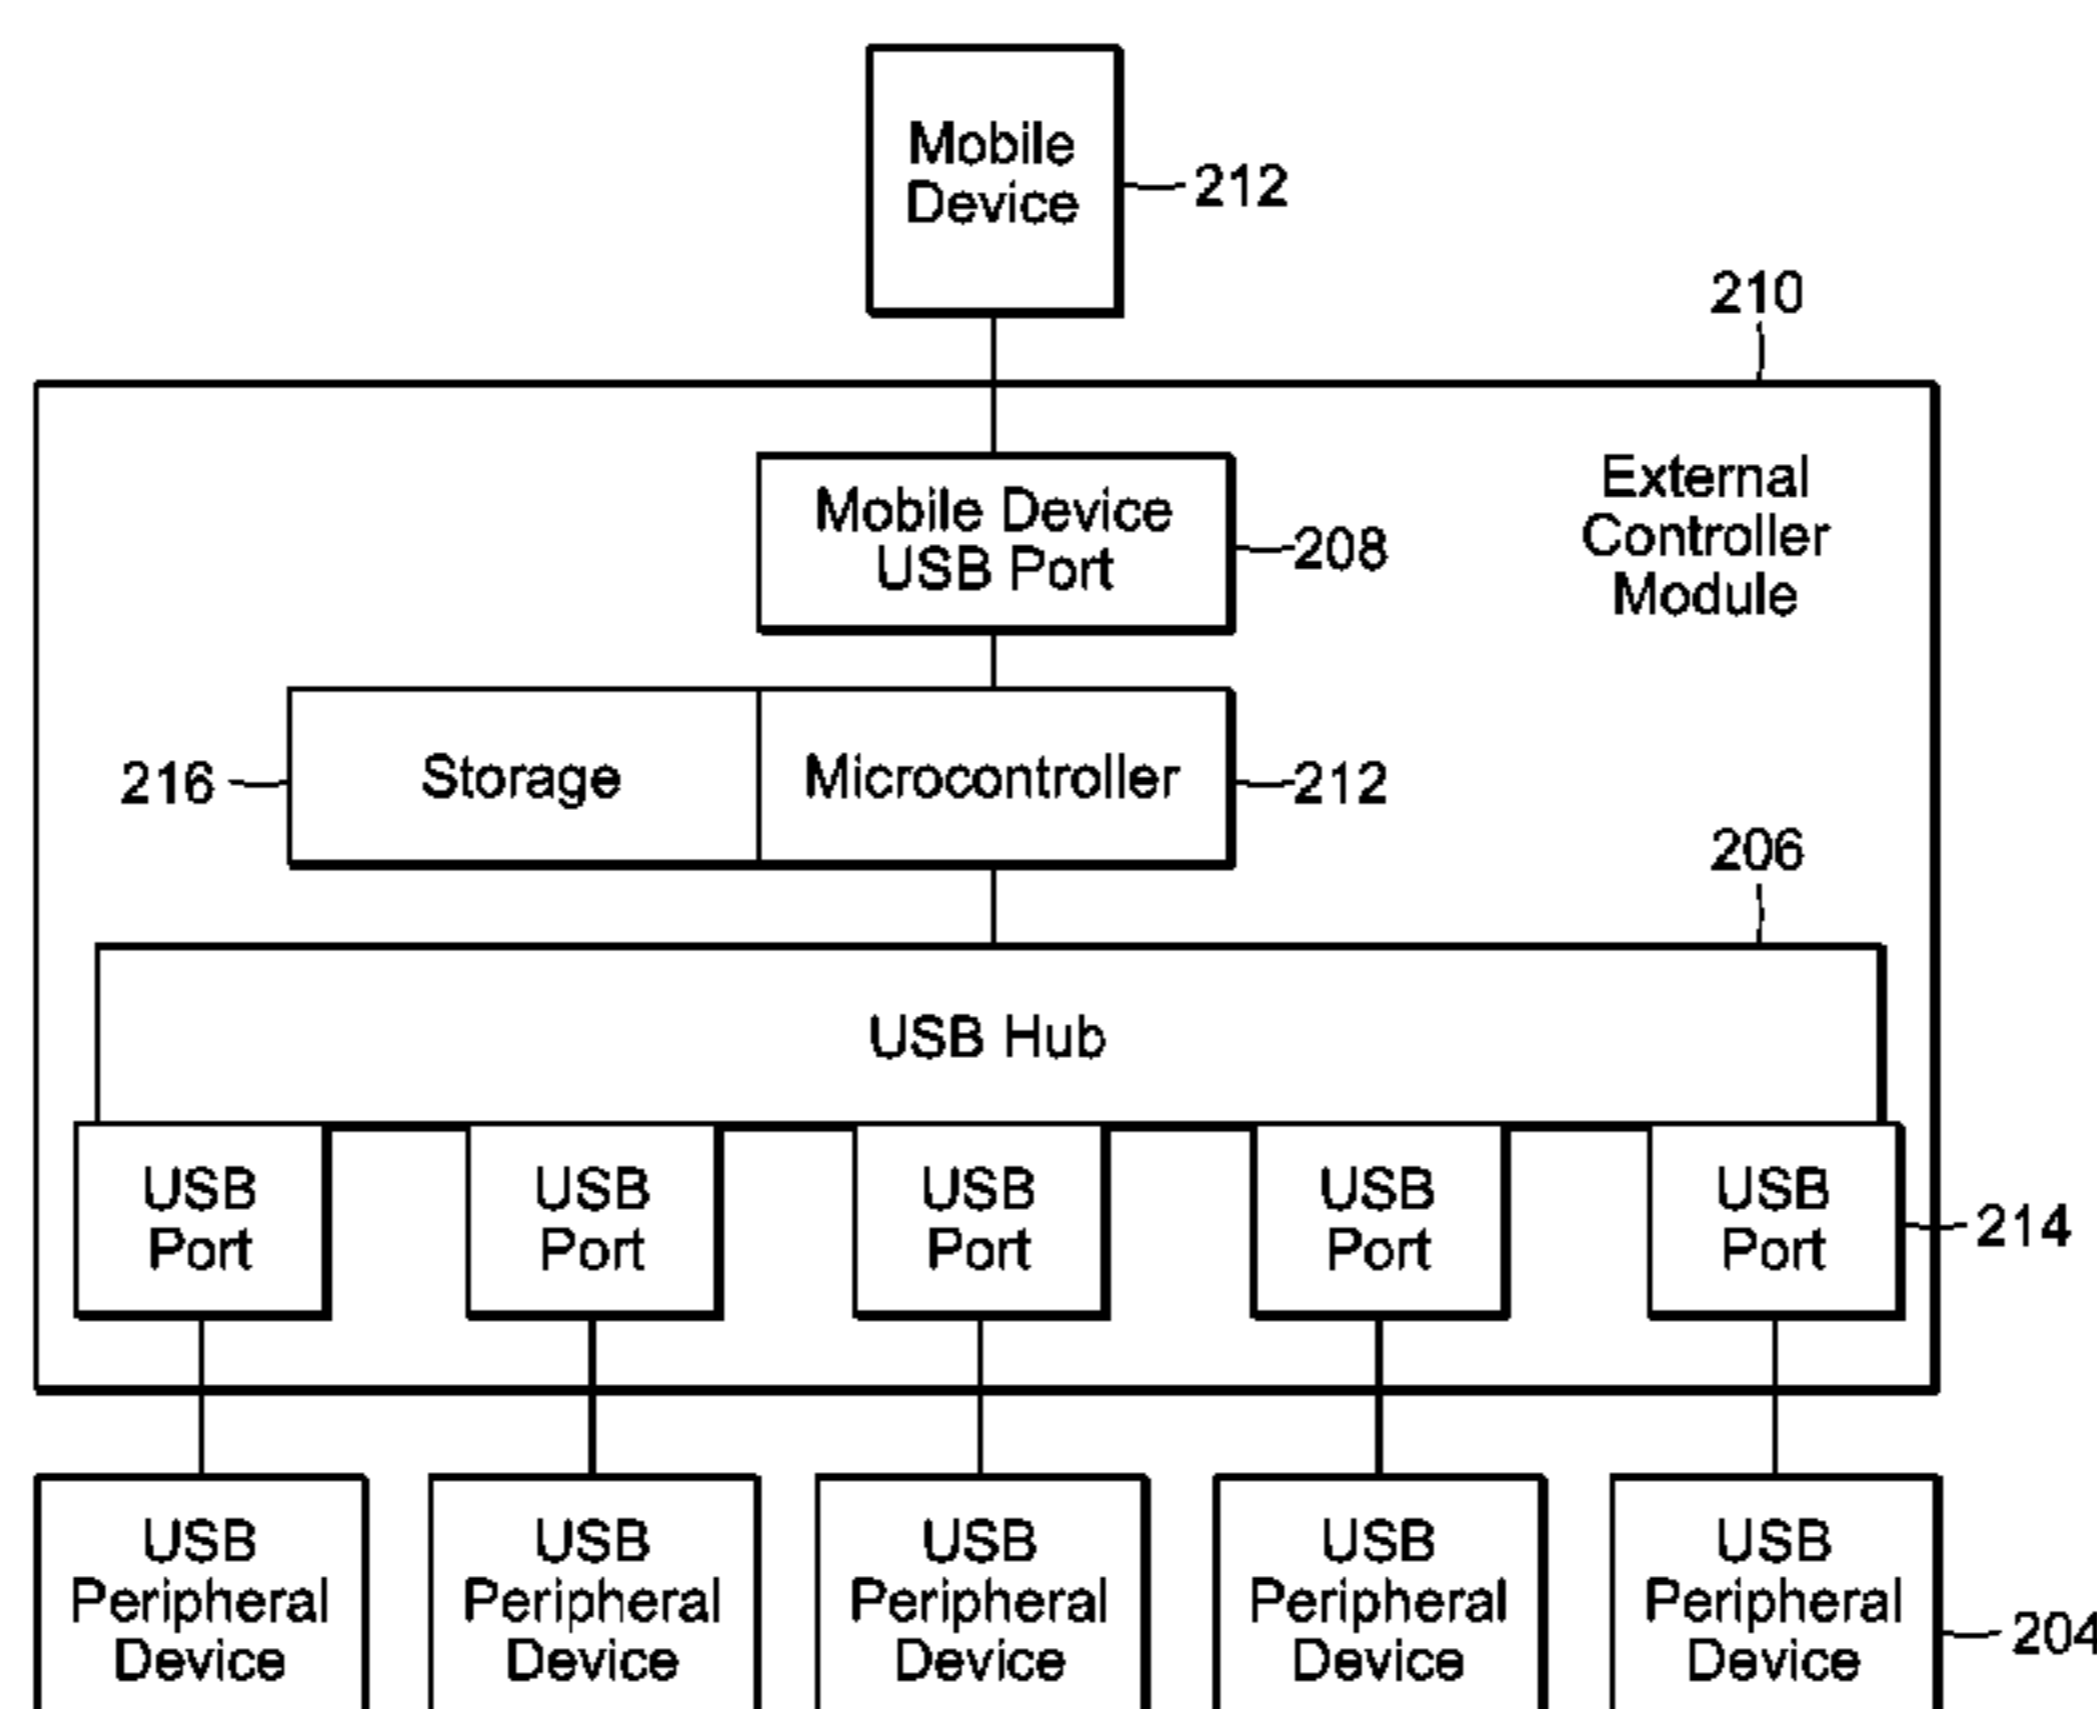 Mobile
Device
212
210
External
Controller
Module
Mobile Device
USB Port
208
216
Storage
Microcontroller
212
206
USB Hub
USB
Port
USB
Port
USB
Port
USB
Port
USB
Port
214
USB
Peripheral
Device
USB
Peripheral
Device
USB
Peripheral
Device
USB
Peripheral
Device
USB
Peripheral
Device
204